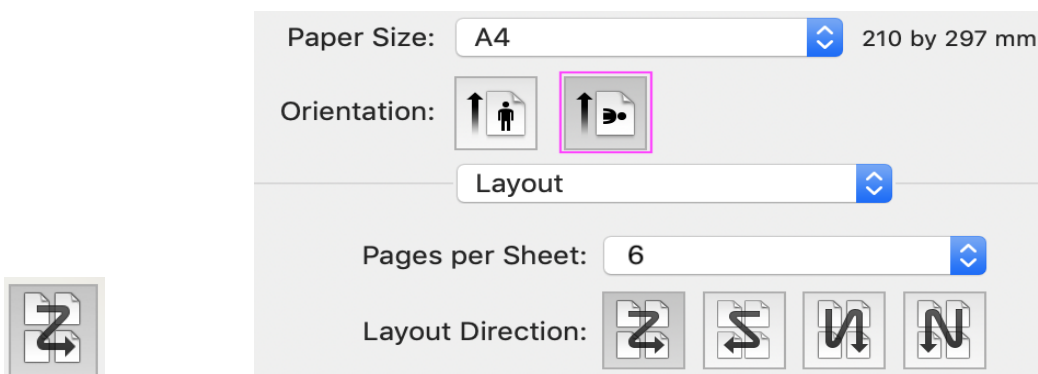 Paper Size: A4 210 by 297 mm
Orientation:
Layout
Pages per Sheet: 6
Layout Direction: